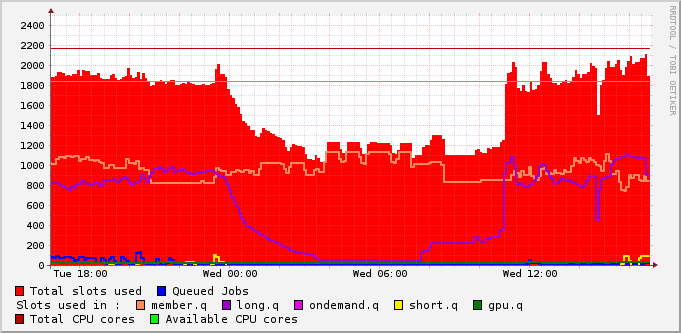 2400
2200
2000
1800
1600
1400
1200
1000
800
600
400
200
0
Tue 18:00 Wed 00:00 Wed 06:00 Wed 12:00
RRDTOOL / TOBI OETIKER
Total slots used Queued Jobs
Slots used in : member.q long.q ondemand.q short.q gpu.q
Total CPU cores Available CPU cores